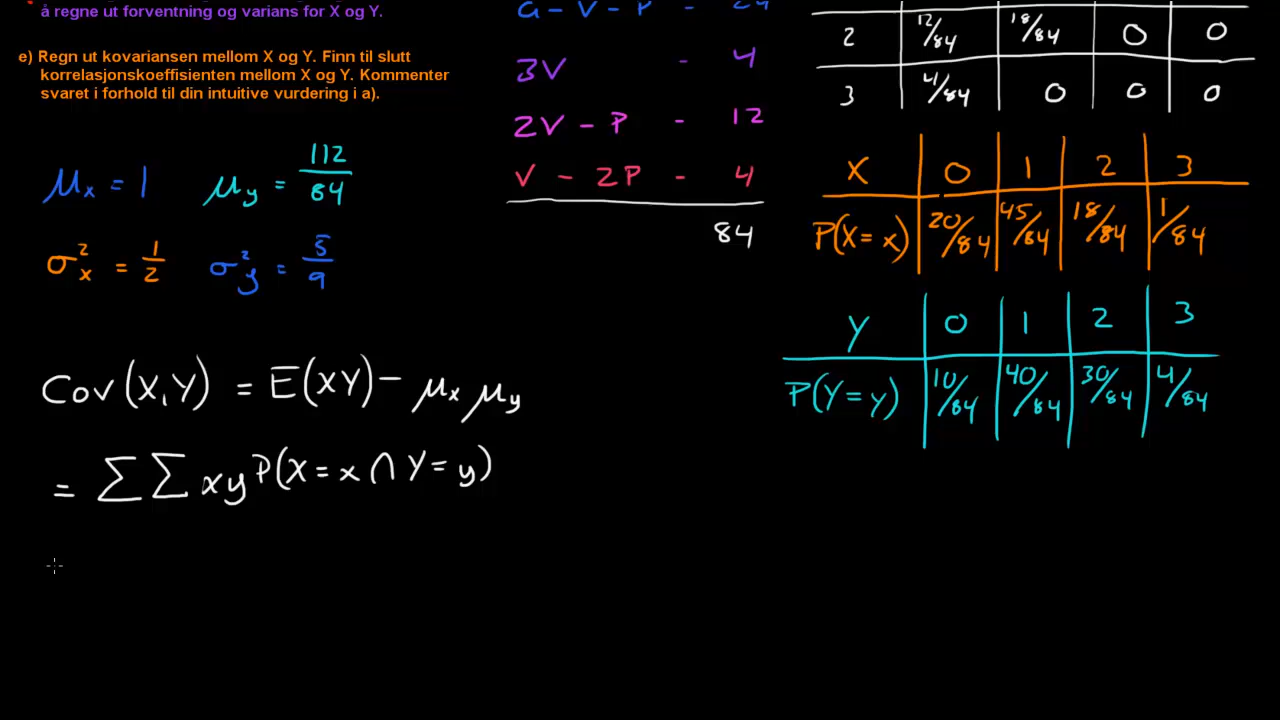 å regne ut forventning og varians for X og Y.
e) Regn ut kovariansen mellom X og Y. Finn til slutt
korrelasjonskoeffisienten mellom X og Y. Kommenter
svaret i forhold til din intuitive vurdering i a).
μx = 1 μy = 112/84
σ²x = 1/2 σ²y = 5/9
Cov(X,Y) = E(XY) - μx μy
= ΣΣ xy P(X = x ∩ Y = y)
G - V - P - 24
3V - 4
2V - P - 12
V - 2P - 4
84
2 12/84 18/84 0 0
3 4/84 0 0 0
X 0 1 2 3
P(X = x) 20/84 45/84 18/84 1/84
Y 0 1 2 3
P(Y = y) 10/84 40/84 30/84 4/84